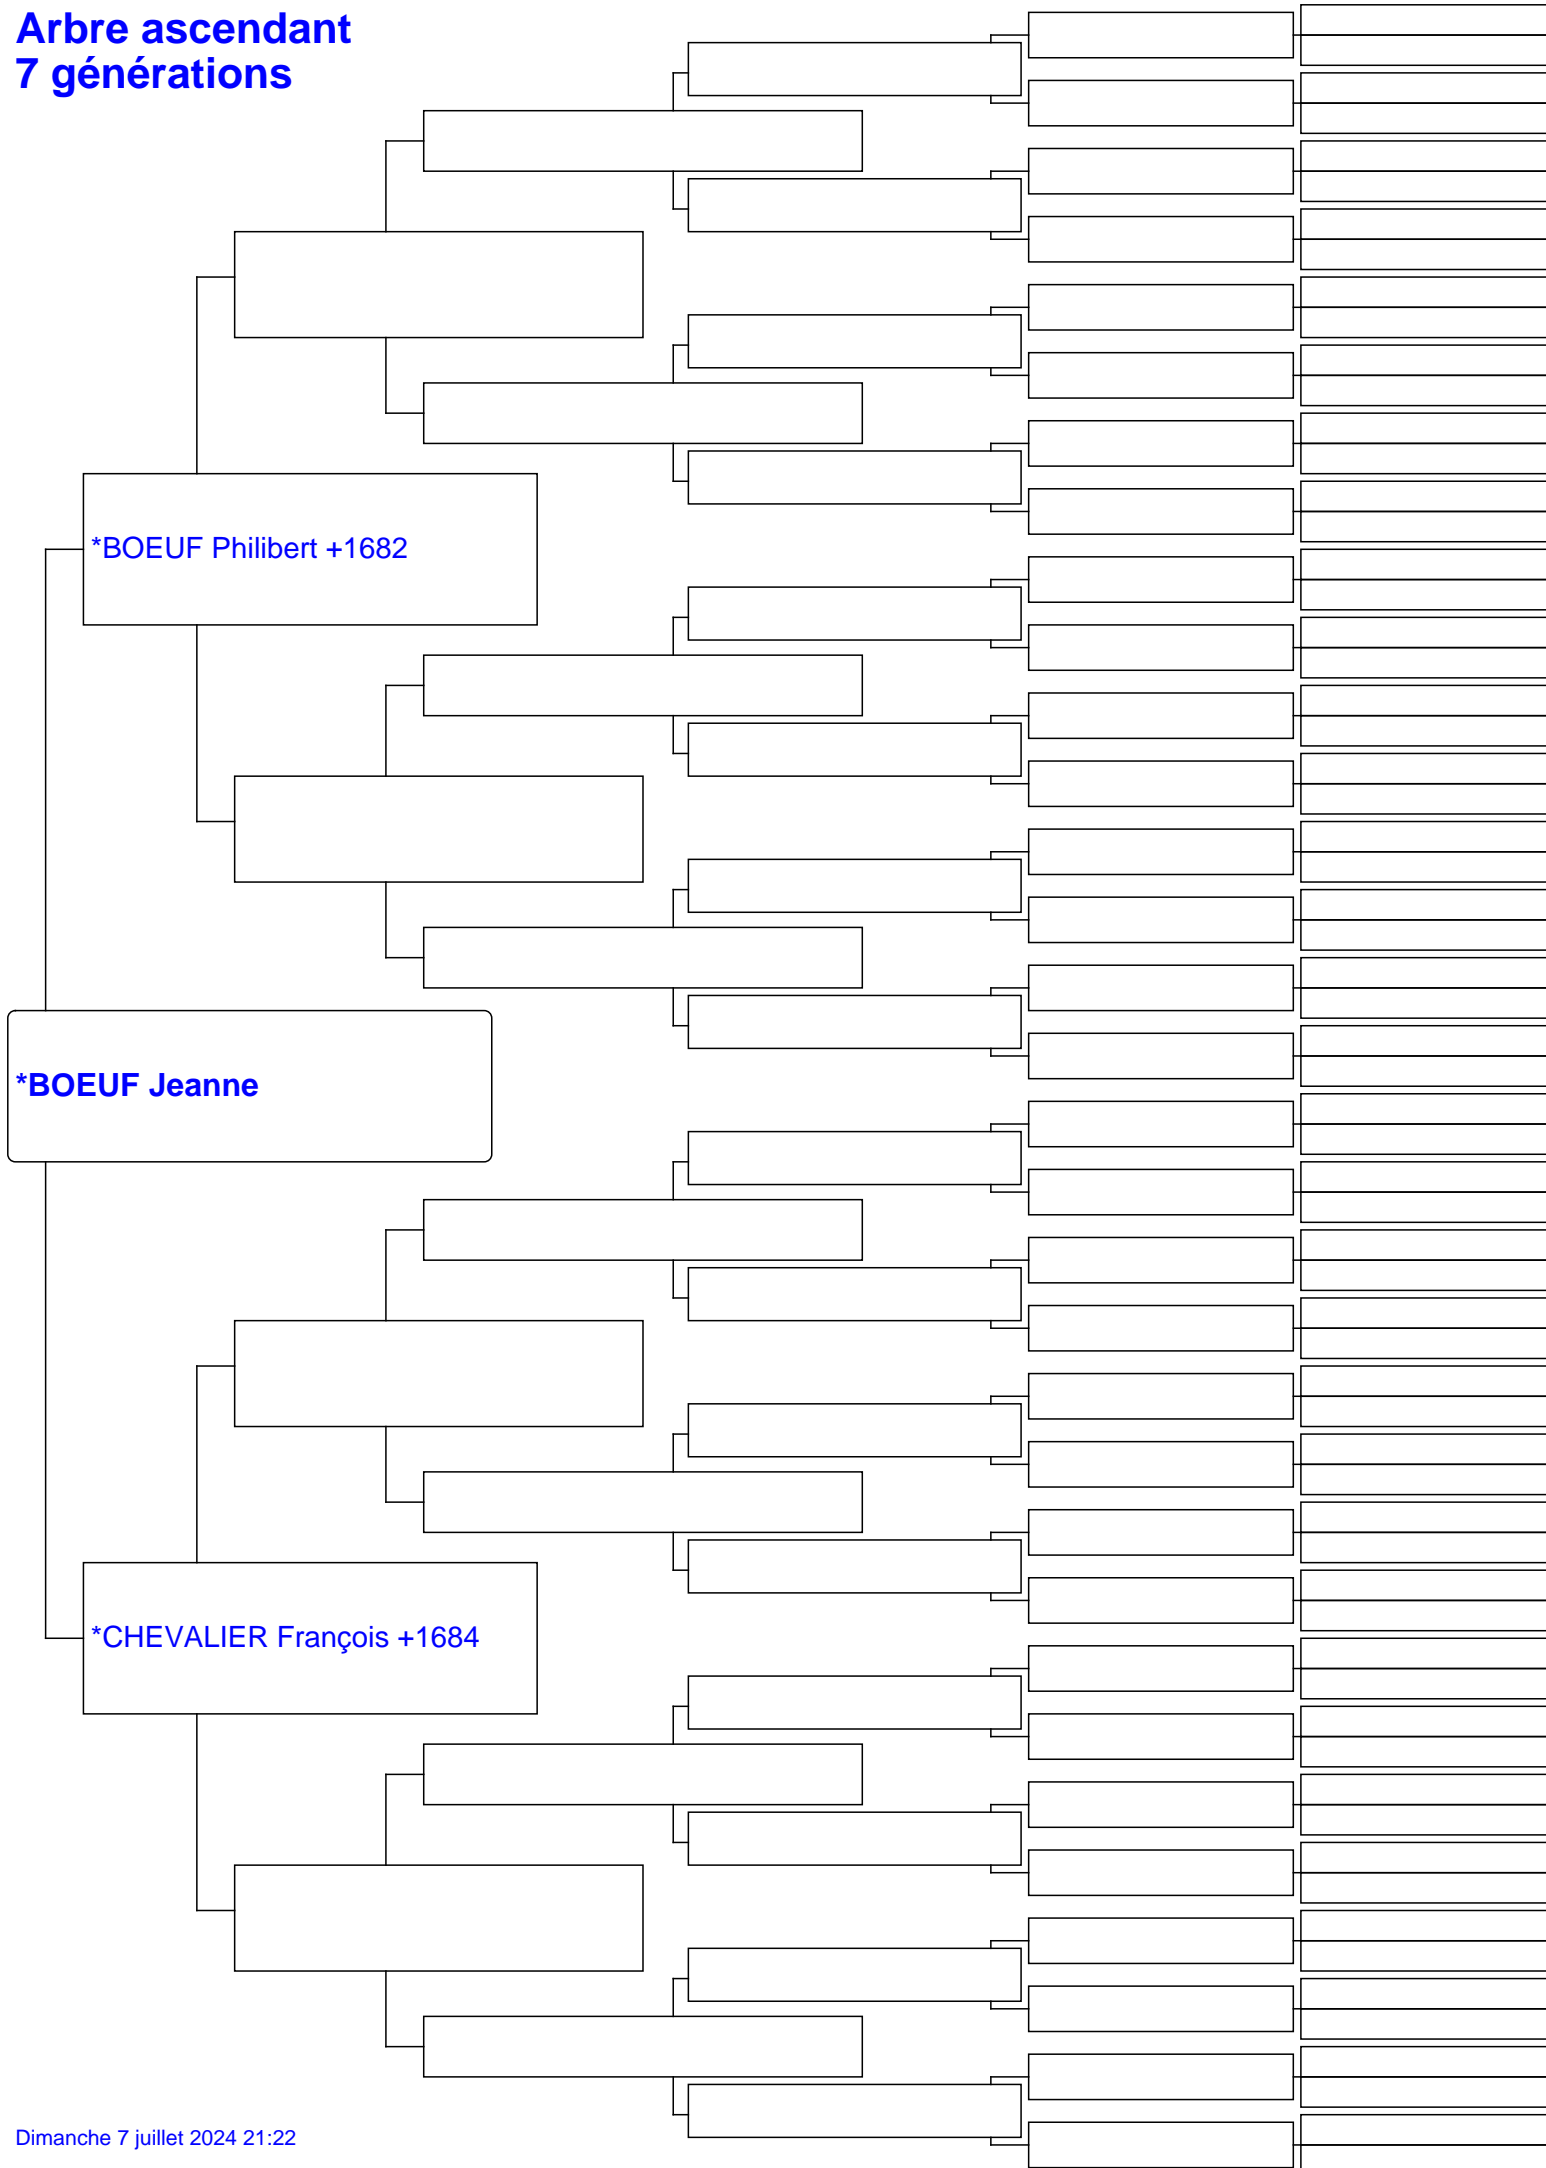 Arbre ascendant
7 générations
*BOEUF Philibert +1682
*BOEUF Jeanne
*CHEVALIER François +1684
Dimanche 7 juillet 2024 21:22